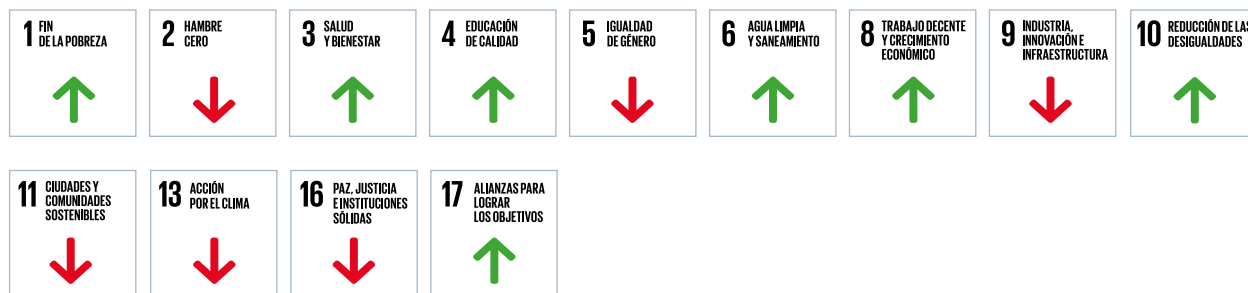 1 FIN
DE LA POBREZA
2 HAMBRE
CERO
3 SALUD
Y BIENESTAR
4 EDUCACIÓN
DE CALIDAD
5 IGUALDAD
DE GÉNERO
6 AGUA LIMPIA
Y SANEAMIENTO
8 TRABAJO DECENTE
Y CRECIMIENTO
ECONÓMICO
9 INDUSTRIA,
INNOVACIÓN E
INFRAESTRUCTURA
10 REDUCCIÓN DE LAS
DESIGUALDADES
11 CIUDADES Y
COMUNIDADES
SOSTENIBLES
13 ACCIÓN
POR EL CLIMA
16 PAZ, JUSTICIA
E INSTITUCIONES
SÓLIDAS
17 ALIANZAS PARA
LOGRAR
LOS OBJETIVOS